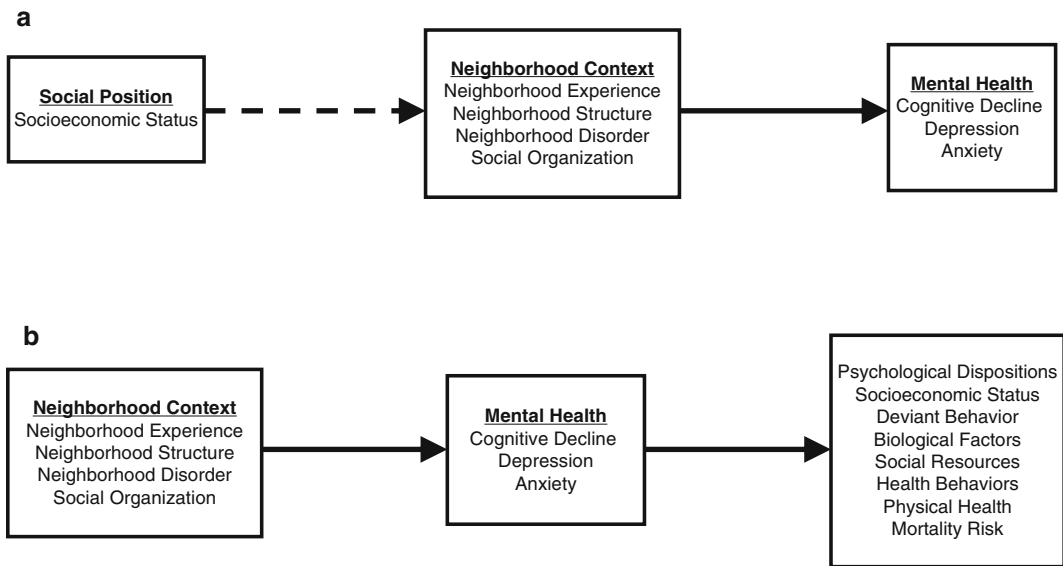 a
Social Position
Socioeconomic Status
Neighborhood Context
Neighborhood Experience
Neighborhood Structure
Neighborhood Disorder
Social Organization
Mental Health
Cognitive Decline
Depression
Anxiety
b
Neighborhood Context
Neighborhood Experience
Neighborhood Structure
Neighborhood Disorder
Social Organization
Mental Health
Cognitive Decline
Depression
Anxiety
Psychological Dispositions
Socioeconomic Status
Deviant Behavior
Biological Factors
Social Resources
Health Behaviors
Physical Health
Mortality Risk